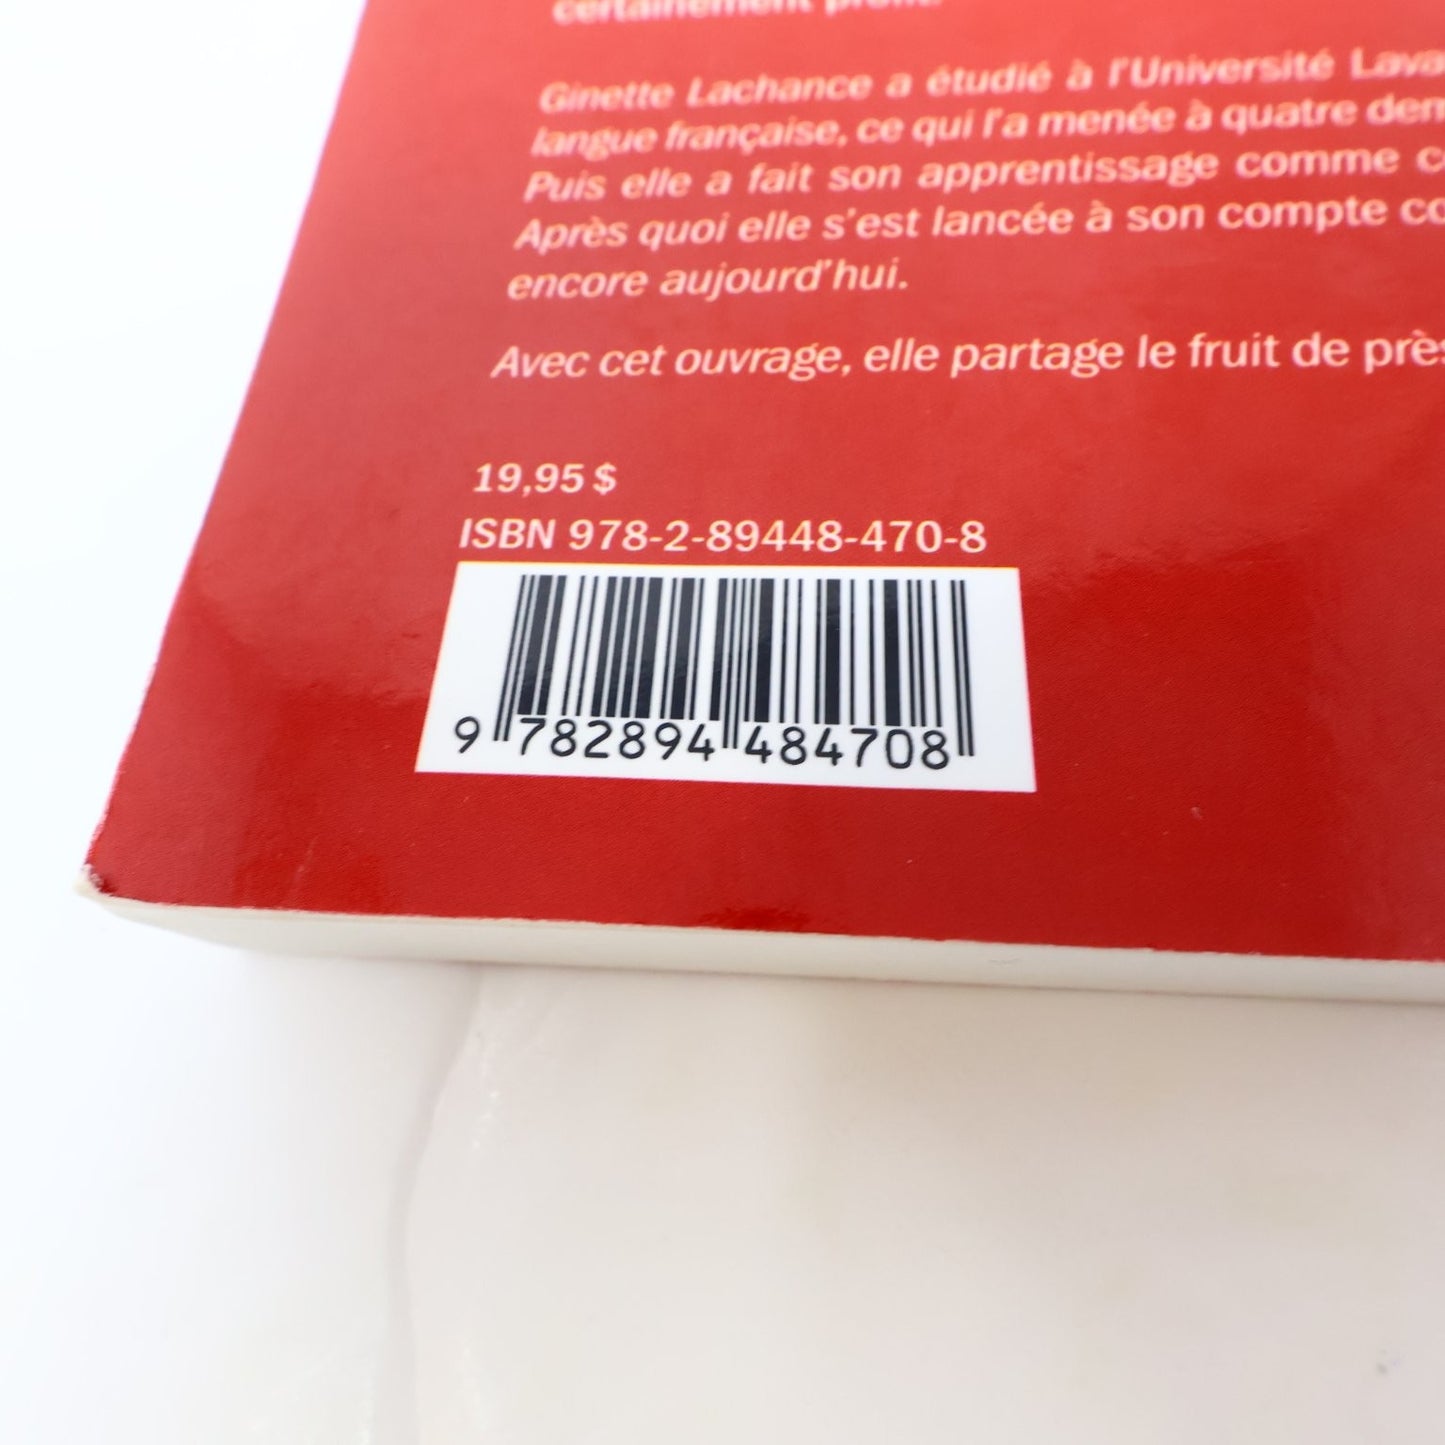 certainement profit.
Ginette Lachance a étudié à l'Université
langue française, ce qui l'a menée à quatre
Puis elle a fait son apprentissage comme
Après quoi elle s'est lancée à son compte
encore aujourd'hui.
Avec cet ouvrage, elle partage le fruit de
19,95 $
ISBN 978-2-89448-470-8
9 782894 484708